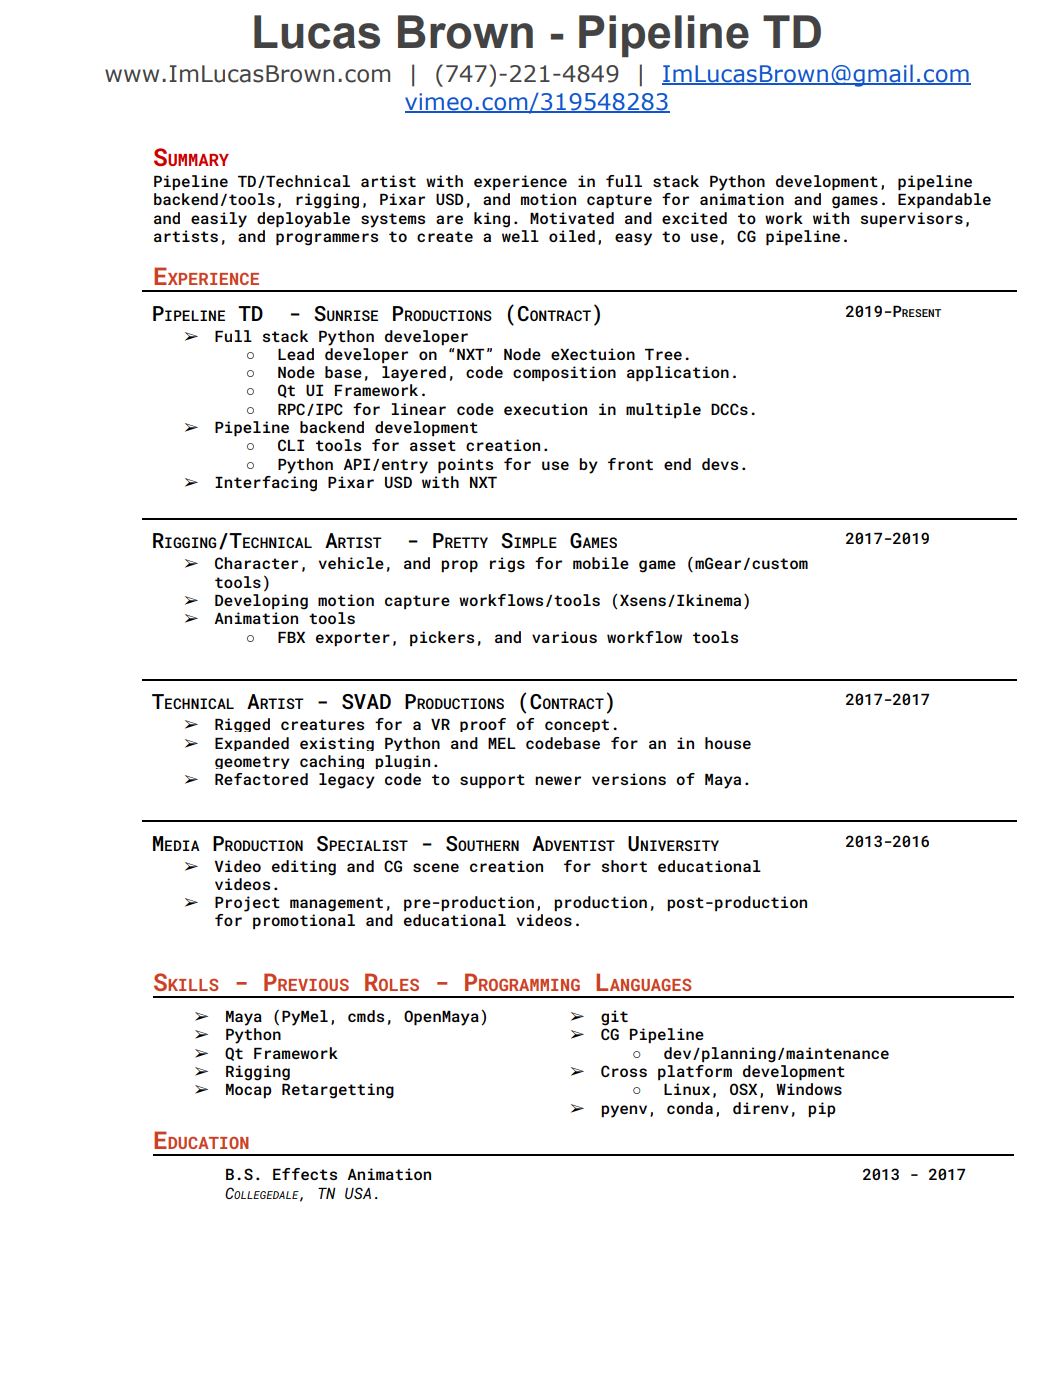 Lucas Brown - Pipeline TD
www.ImLucasBrown.com | (747)-221-4849 | ImLucasBrown@gmail.com
vimeo.com/319548283
Summary
Pipeline TD/Technical artist with experience in full stack Python development, pipeline
backend/tools, rigging, Pixar USD, and motion capture for animation and games. Expandable
and easily deployable systems are king. Motivated and excited to work with supervisors,
artists, and programmers to create a well oiled, easy to use, CG pipeline.
Experience
Pipeline TD - Sunrise Productions (Contract) 2019-Present
➢ Full stack Python developer
○ Lead developer on “NXT” Node eXectuion Tree.
○ Node base, layered, code composition application.
○ Qt UI Framework.
○ RPC/IPC for linear code execution in multiple DCCs.
➢ Pipeline backend development
○ CLI tools for asset creation.
○ Python API/entry points for use by front end devs.
➢ Interfacing Pixar USD with NXT
Rigging/Technical Artist - Pretty Simple Games 2017-2019
➢ Character, vehicle, and prop rigs for mobile game (mGear/custom
tools)
➢ Developing motion capture workflows/tools (Xsens/Ikinema)
➢ Animation tools
○ FBX exporter, pickers, and various workflow tools
Technical Artist - SVAD Productions (Contract) 2017-2017
➢ Rigged creatures for a VR proof of concept.
➢ Expanded existing Python and MEL codebase for an in house
geometry caching plugin.
➢ Refactored legacy code to support newer versions of Maya.
Media Production Specialist - Southern Adventist University 2013-2016
➢ Video editing and CG scene creation for short educational
videos.
➢ Project management, pre-production, production, post-production
for promotional and educational videos.
Skills - Previous Roles - Programming Languages
➢ Maya (PyMel, cmds, OpenMaya)
➢ Python
➢ Qt Framework
➢ Rigging
➢ Mocap Retargetting
➢ git
➢ CG Pipeline
○ dev/planning/maintenance
➢ Cross platform development
○ Linux, OSX, Windows
➢ pyenv, conda, direnv, pip
Education
B.S. Effects Animation 2013 - 2017
Collegedale, TN USA.